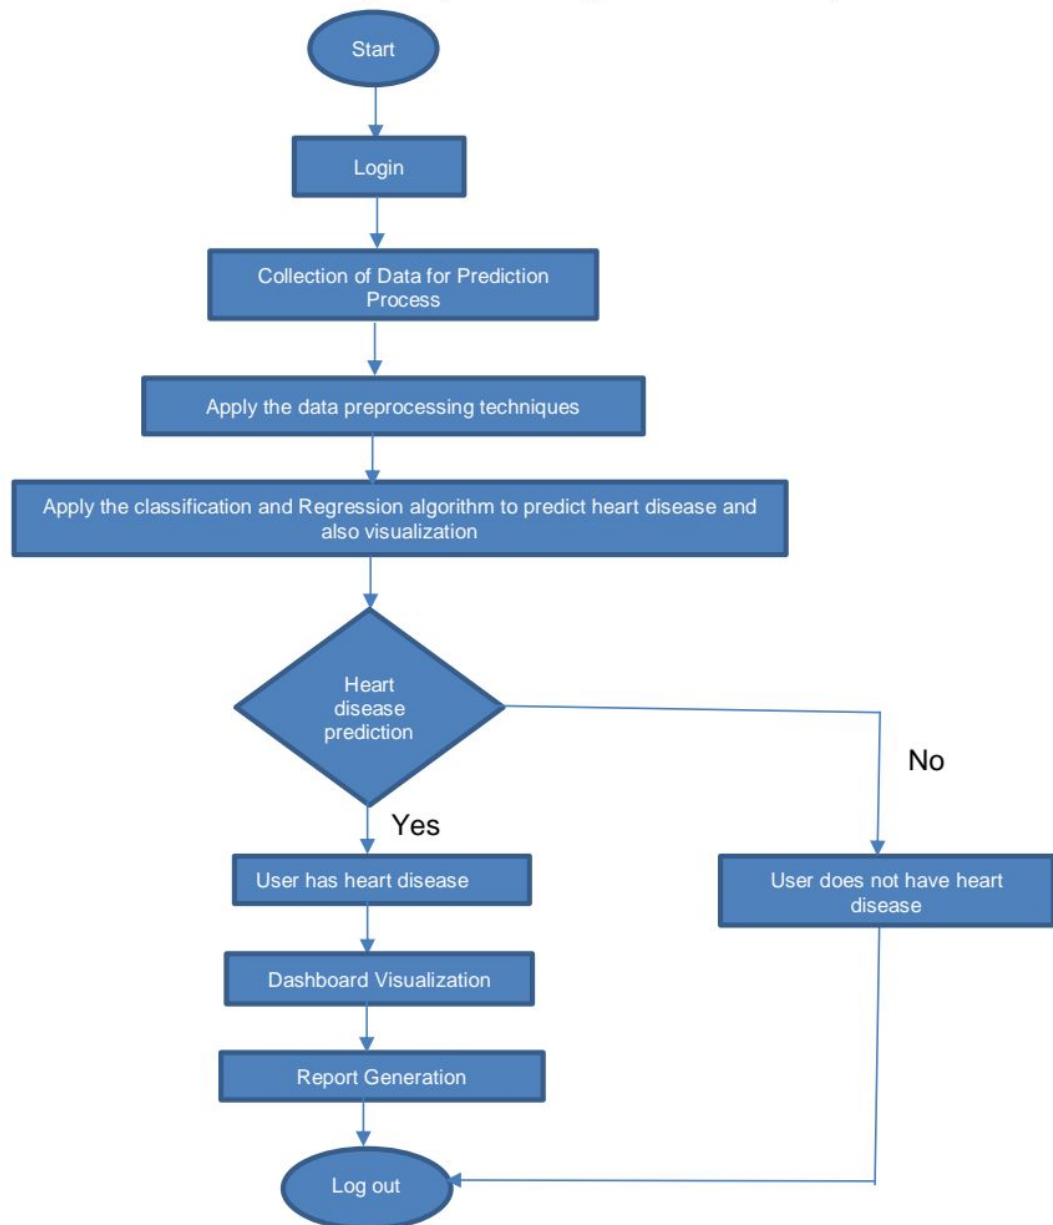 Start
Login
Collection of Data for Prediction
Process
Apply the data preprocessing techniques
Apply the classification and Regression algorithm to predict heart disease and
also visualization
Heart
disease
prediction
No
Yes
User has heart disease
User does not have heart
disease
Dashboard Visualization
Report Generation
Log out